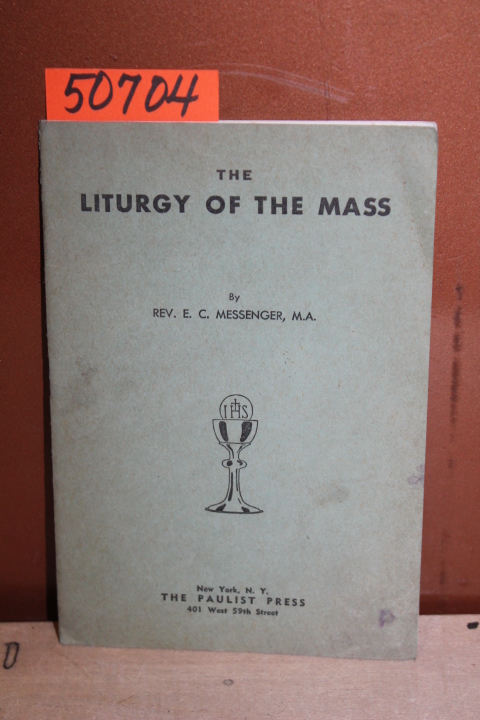 50704
THE
LITURGY OF THE MASS
By
REV. E. C. MESSENGER, M.A.
IHS
New York, N. Y.
THE PAULIST PRESS
401 West 59th Street
D